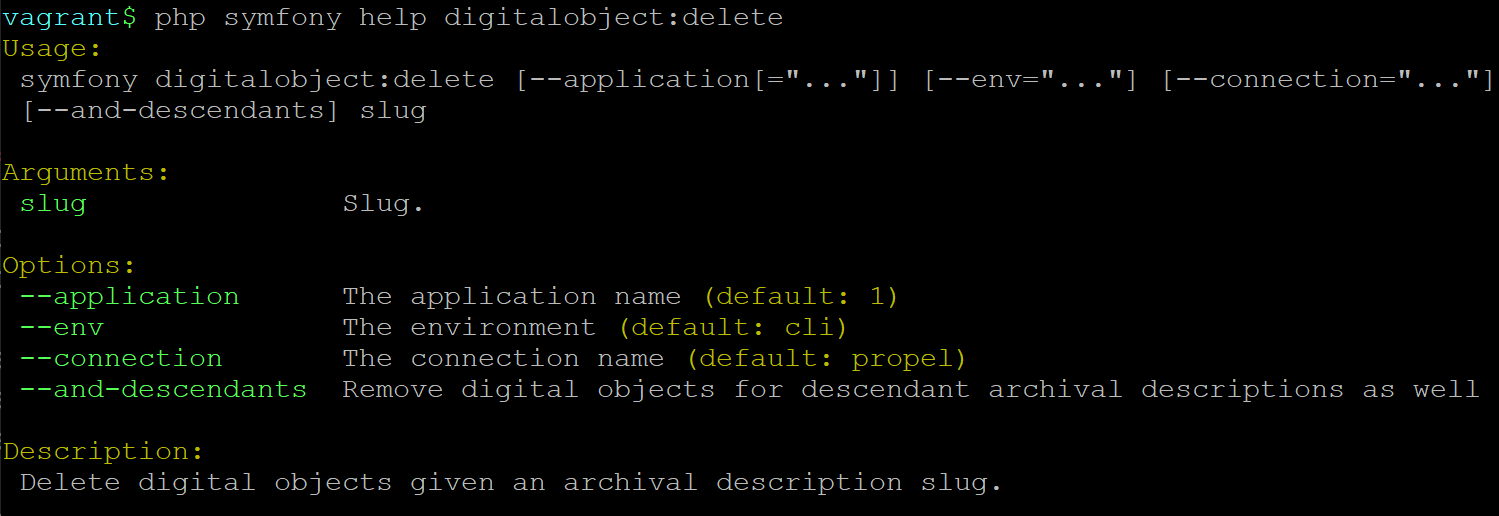 vagrant$ php symfony help digitalobject:delete
Usage:
symfony digitalobject:delete [--application[="..."]] [--env="..."] [--connection="..."]
[--and-descendants] slug
Arguments:
slug Slug.
Options:
--application The application name (default: 1)
--env The environment (default: cli)
--connection The connection name (default: propel)
--and-descendants Remove digital objects for descendant archival descriptions as well
Description:
Delete digital objects given an archival description slug.